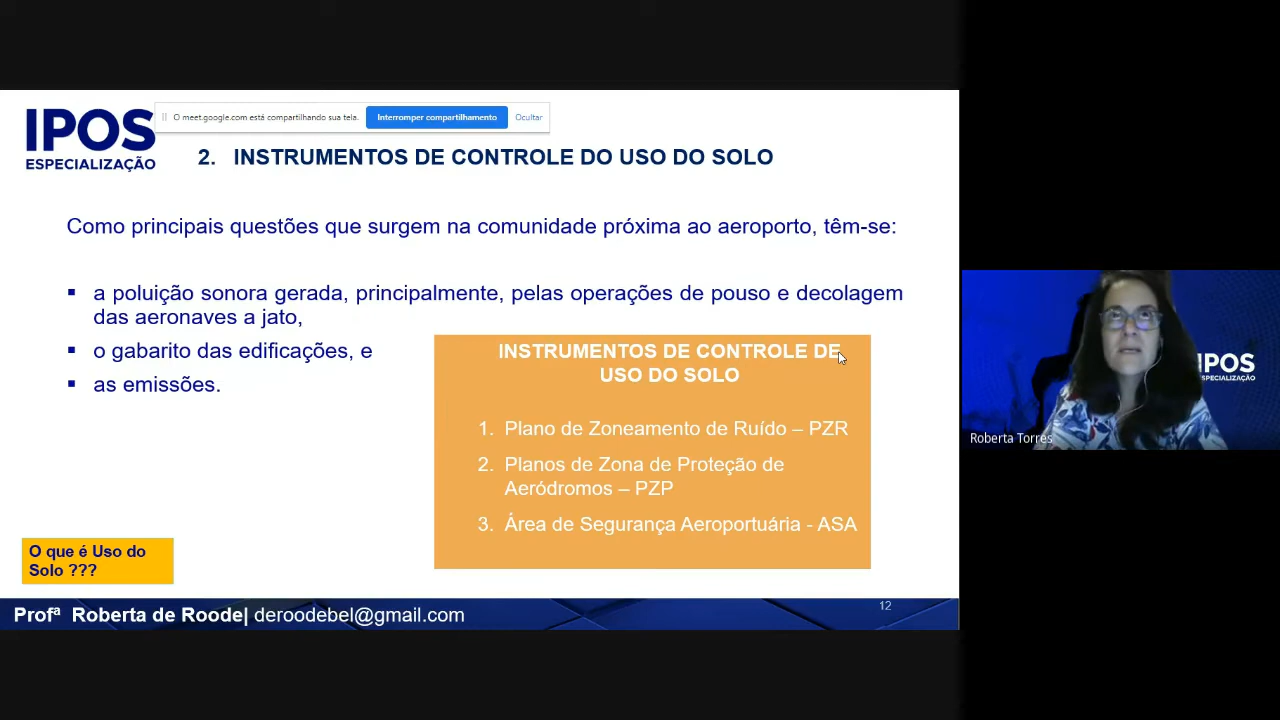 IPOS
ESPECIALIZAÇÃO
O meet.google.com está compartilhando sua tela.
Interromper compartilhamento
Ocultar
2. INSTRUMENTOS DE CONTROLE DO USO DO SOLO
Como principais questões que surgem na comunidade próxima ao aeroporto, têm-se:
▪ a poluição sonora gerada, principalmente, pelas operações de pouso e decolagem
das aeronaves a jato,
▪ o gabarito das edificações, e
▪ as emissões.
INSTRUMENTOS DE CONTROLE DE
USO DO SOLO
1. Plano de Zoneamento de Ruído – PZR
2. Planos de Zona de Proteção de
Aeródromos – PZP
3. Área de Segurança Aeroportuária - ASA
O que é Uso do
Solo ???
Profª Roberta de Roode| deroodebel@gmail.com
12
IPOS
ESPECIALIZAÇÃO
Roberta Torres